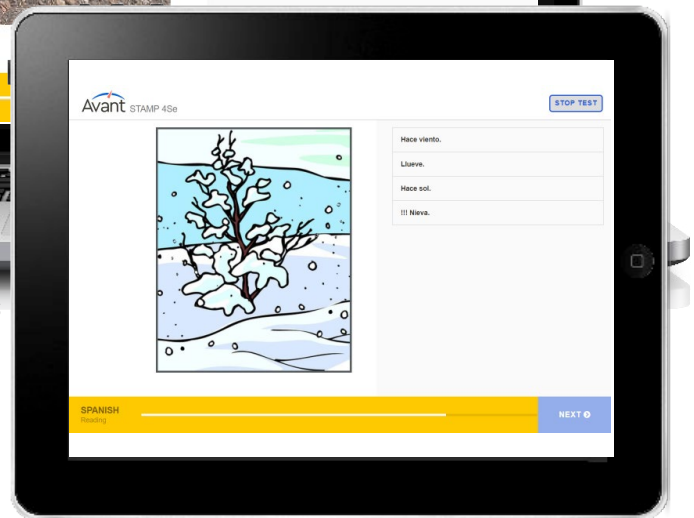 Avant STAMP 4Se
STOP TEST
Hace viento.
Llueve.
Hace sol.
!!! Nieva.
SPANISH
Reading
NEXT